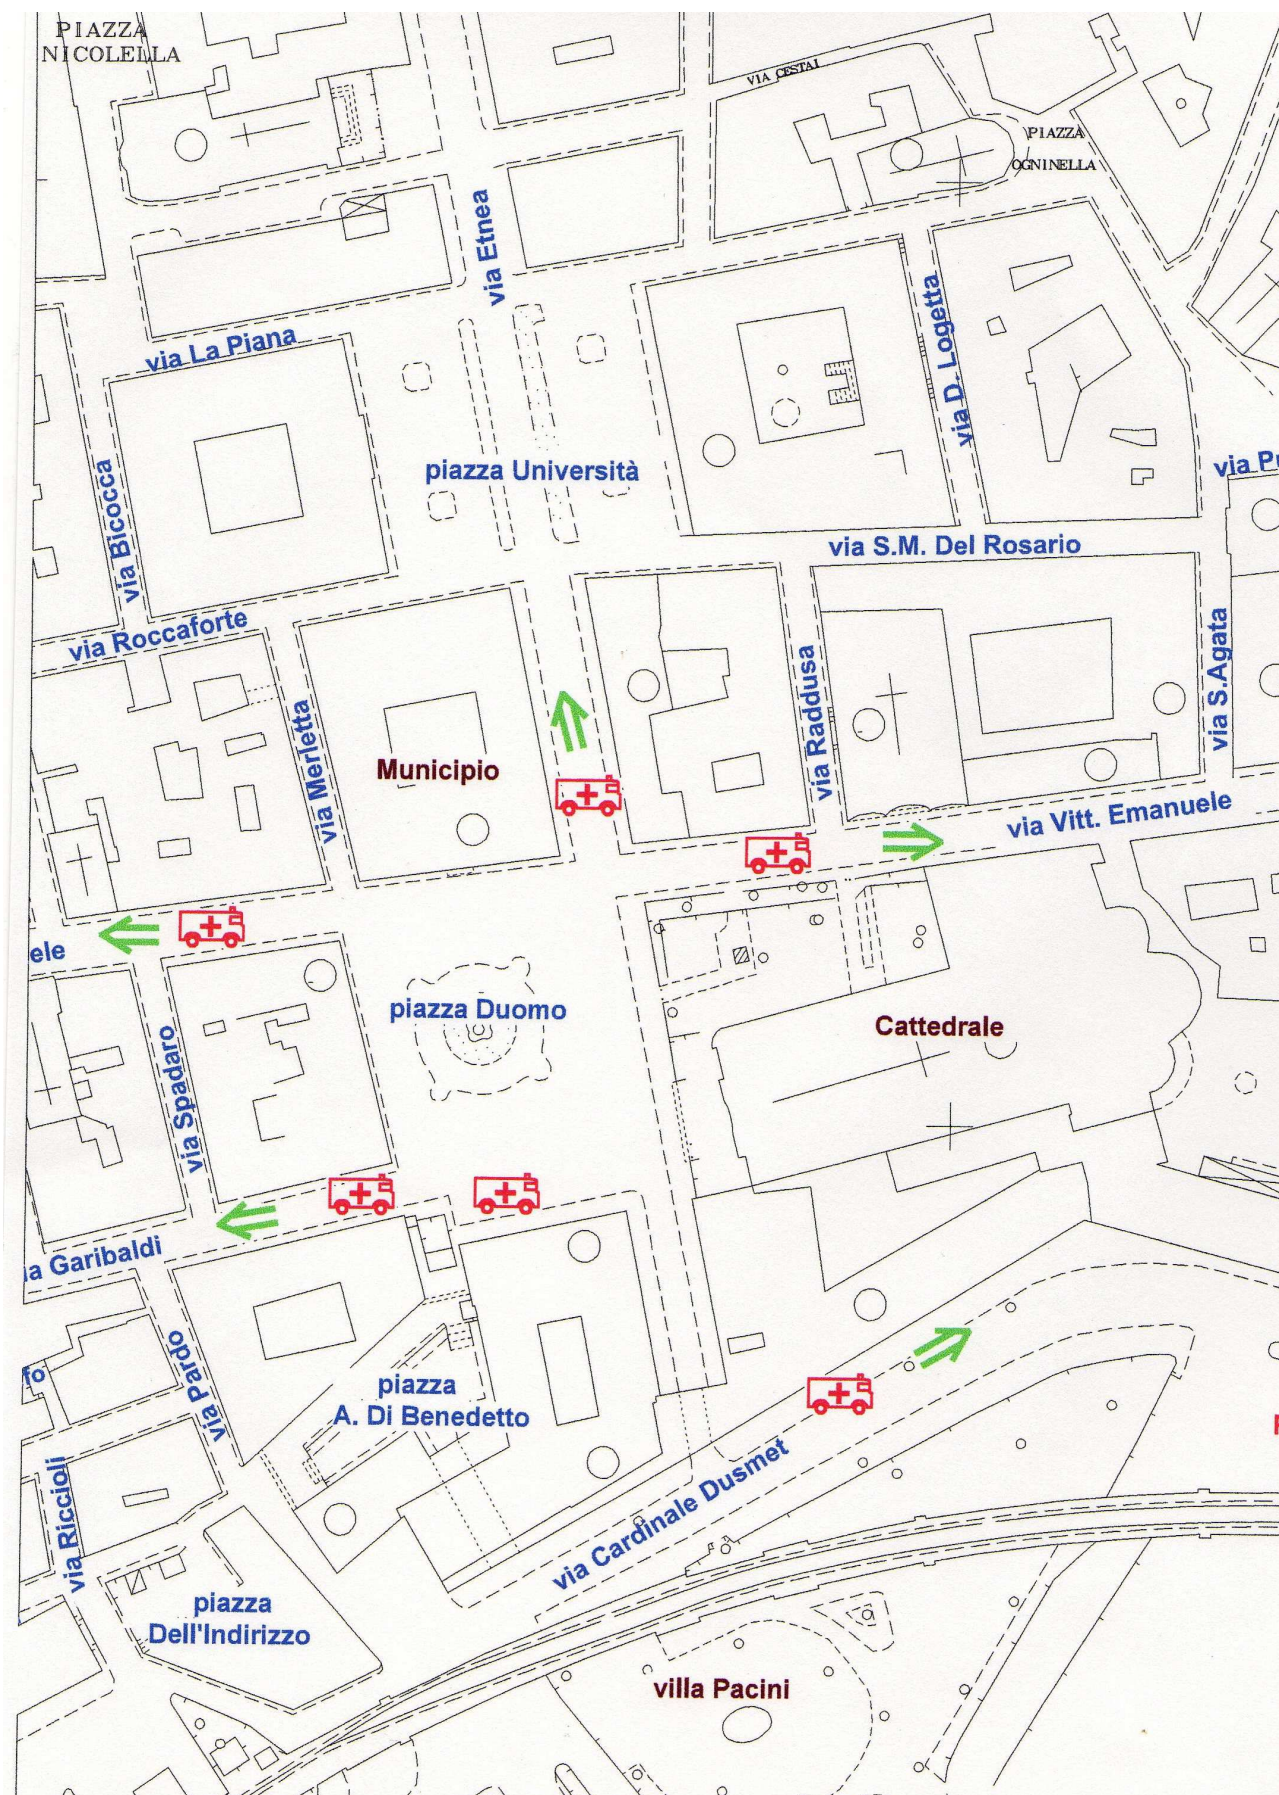 PIAZZA
NICOLELLA
VIA CESTAI
PIAZZA
OGNINELLA
via Etnea
via La Piana
via D. Logetta
piazza Università
via Bicocca
via S.M. Del Rosario
via Roccaforte
via S.Agata
via Raddusa
via Merletta
Municipio
via Vitt. Emanuele
ele
piazza Duomo
Cattedrale
via Spadaro
ia Garibaldi
via Pardo
fo
piazza
A. Di Benedetto
via Riccioli
via Cardinale Dusmet
piazza
Dell'Indirizzo
villa Pacini